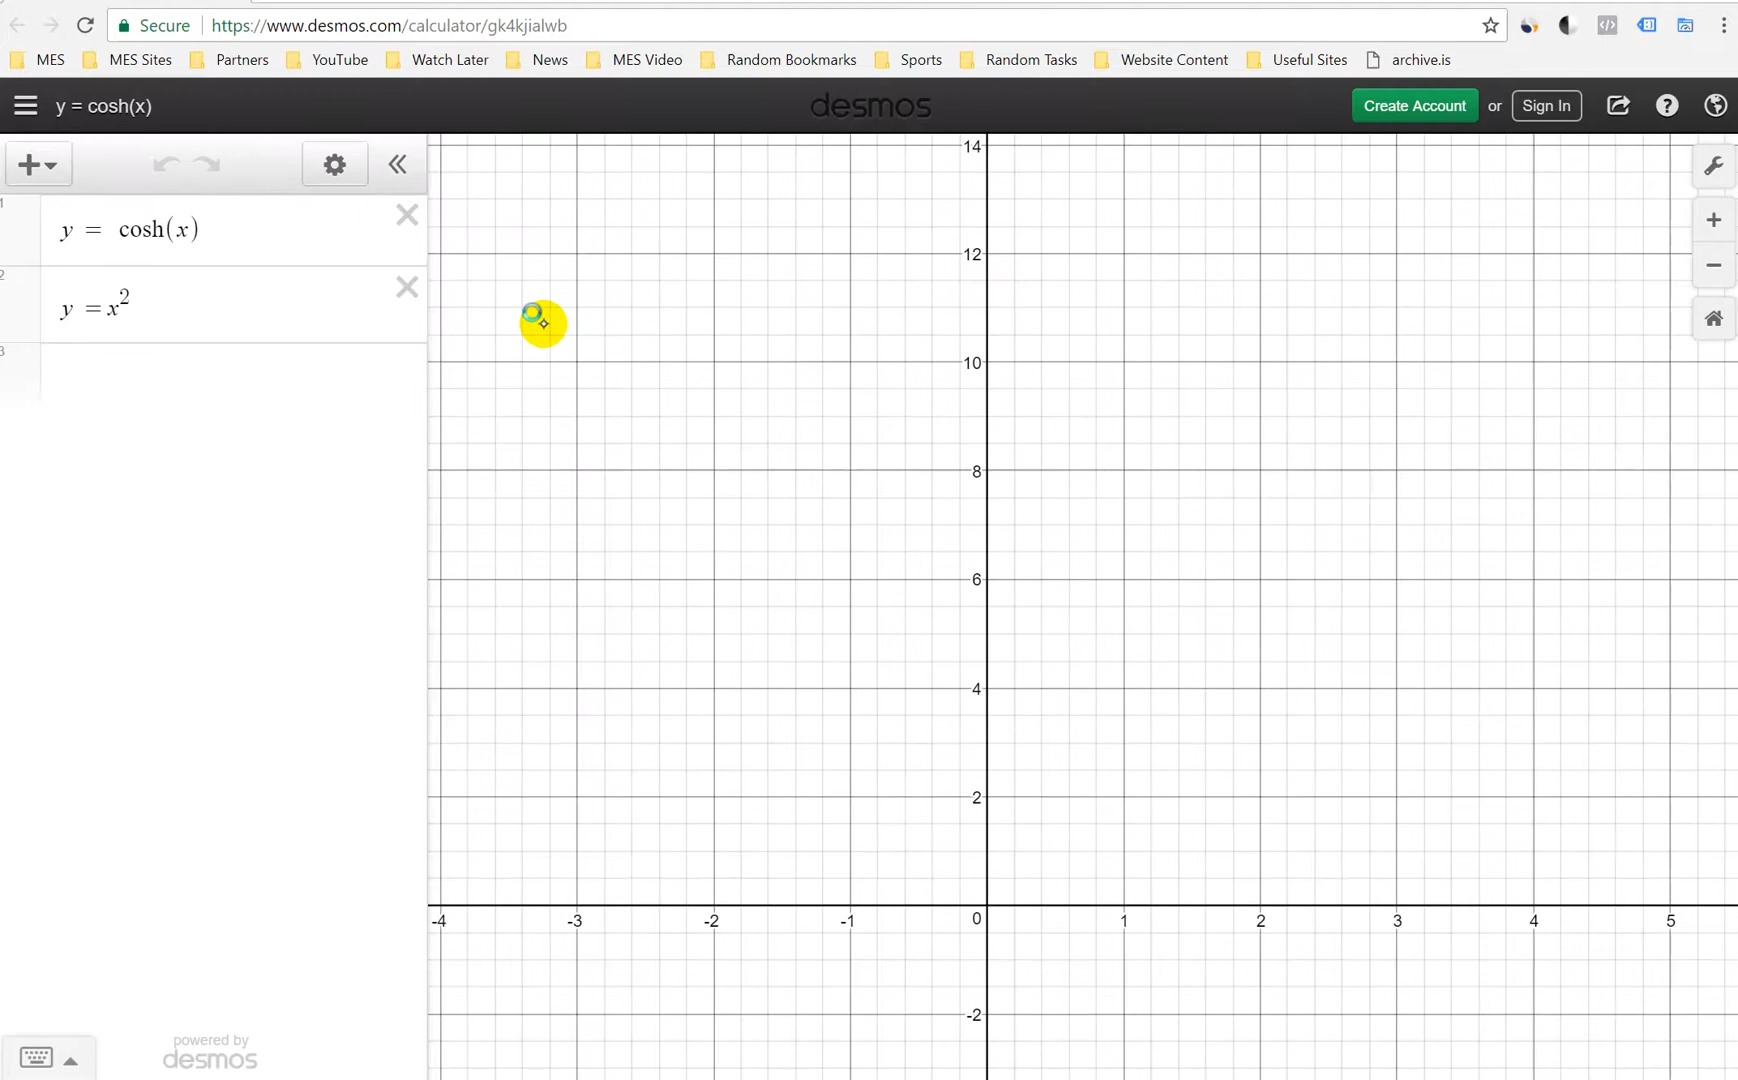 Secure https://www.desmos.com/calculator/gk4kjialwb
MES MES Sites Partners YouTube Watch Later News MES Video Random Bookmarks Sports Random Tasks Website Content Useful Sites archive.is
y = cosh(x) desmos Create Account or Sign In
1
y = cosh(x)
2
y = x²
3
14
12
10
8
6
4
2
-4 -3 -2 -1 0 1 2 3 4 5
-2
powered by
desmos